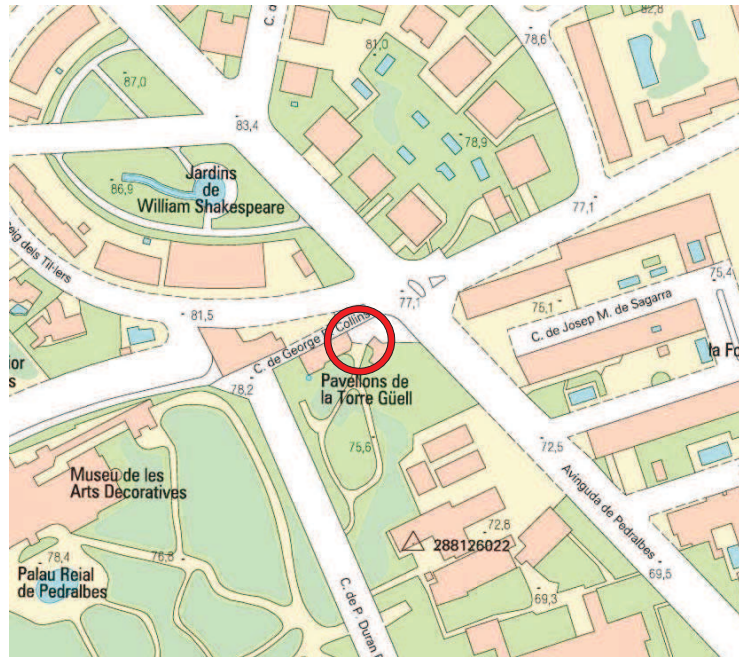 82,8
78,6
81,0
87,0
83,4
78,9
Jardins
de
William Shakespeare
86,9
77,1
75,4
dels Til·lers
81,5
77,1
75,1
C. de Josep M. de Sagarra
C. de George
Collins
78,2
Pavellons de
la Torre Güell
75,6
72,5
Museu de les
Arts Decoratives
Avinguda de Pedralbes
72,8
288126022
78,4
76,8
Palau Reial
de Pedralbes
69,5
69,3
C. de P. Duran